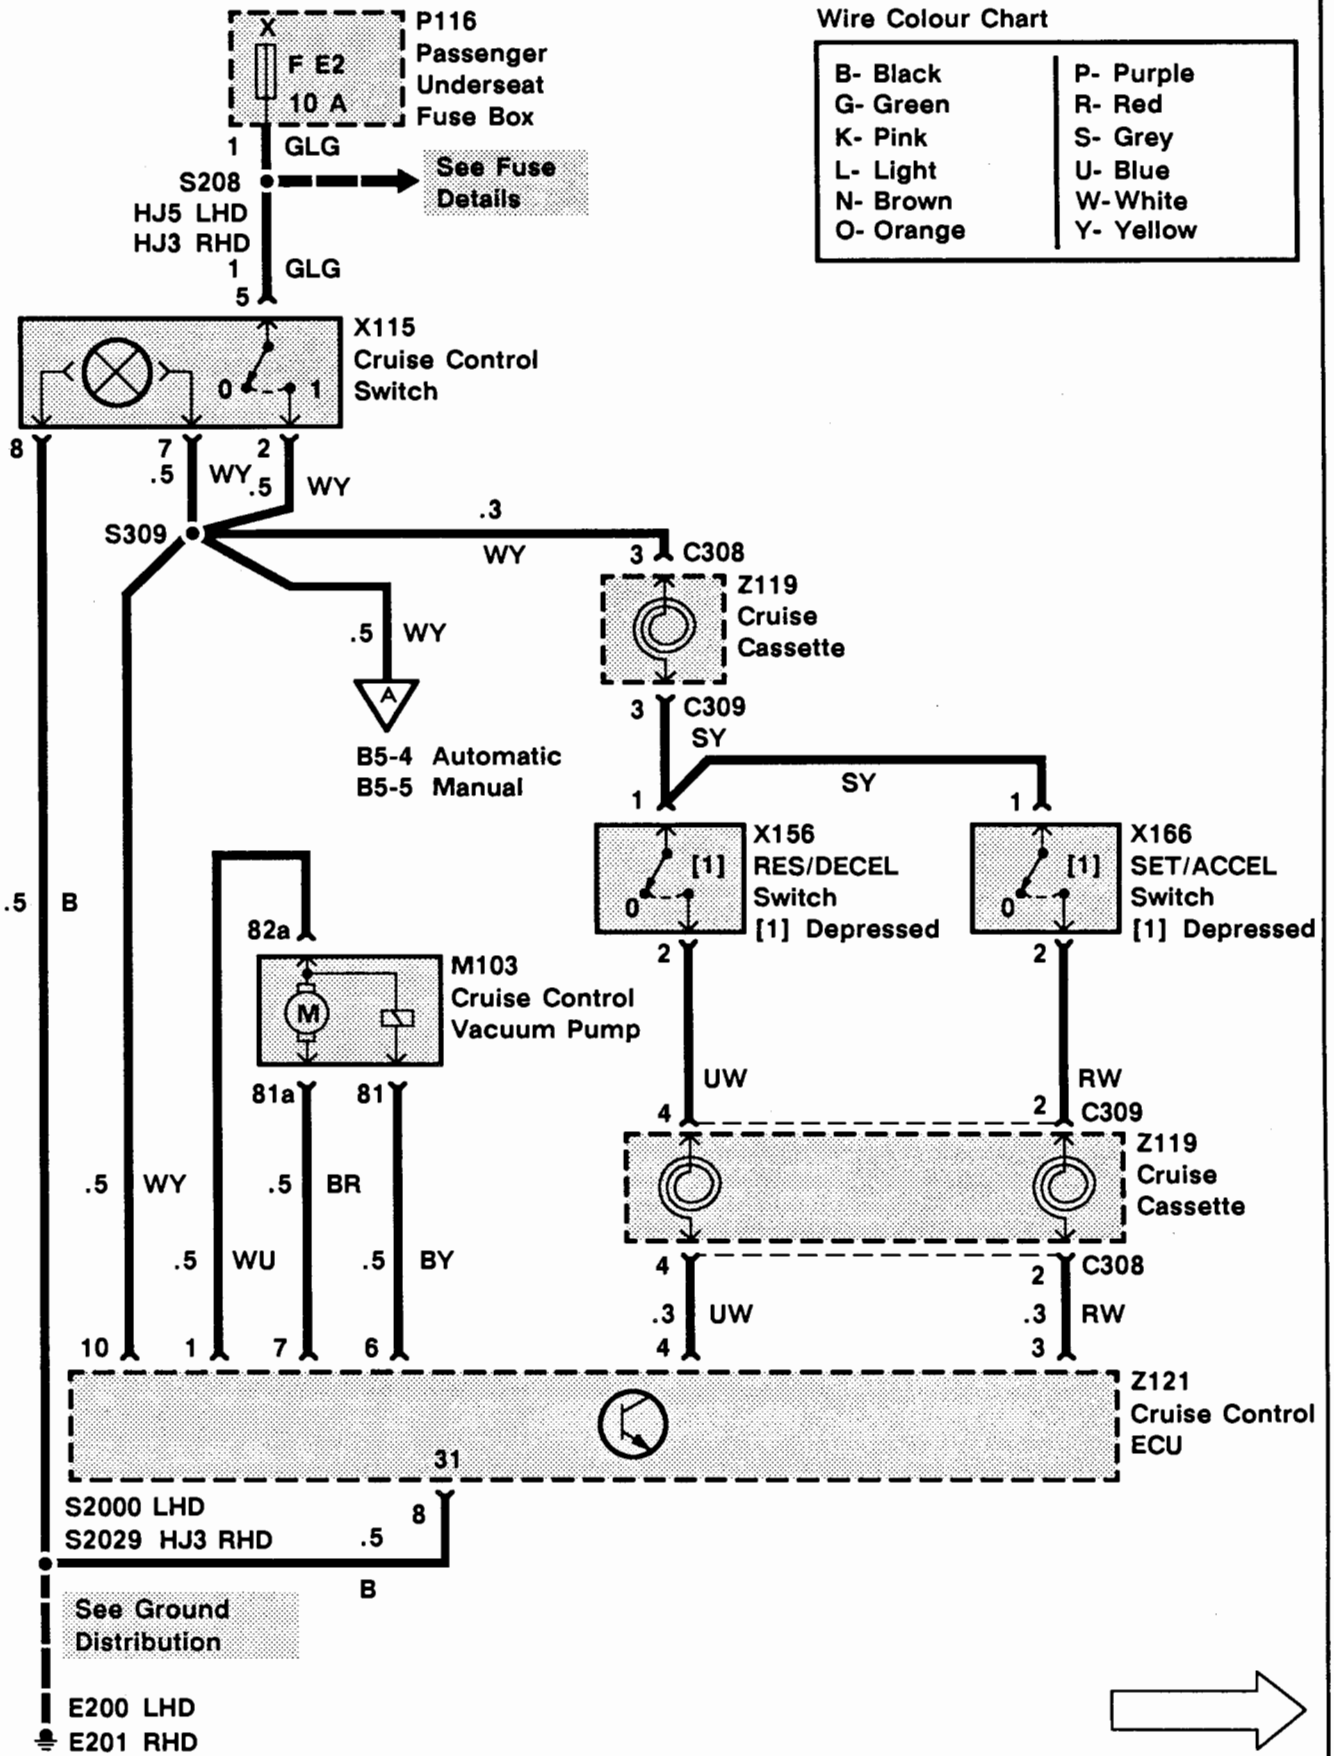 Wire Colour Chart
B- Black
G- Green
K- Pink
L- Light
N- Brown
O- Orange
P- Purple
R- Red
S- Grey
U- Blue
W- White
Y- Yellow
X
F E2
10 A
P116
Passenger
Underseat
Fuse Box
1 GLG
S208
HJ5 LHD
HJ3 RHD
See Fuse
Details
1 GLG
5
X115
Cruise Control
Switch
0 1
8 7 2
.5 WY .5 WY
S309
.3
WY
3 C308
Z119
Cruise
Cassette
.5 WY
A
B5-4 Automatic
B5-5 Manual
3 C309
SY
SY
1
1
X156
RES/DECEL
Switch
[1] Depressed
[1]
0
X166
SET/ACCEL
Switch
[1] Depressed
[1]
0
2
2
.5 B
82a
M
M103
Cruise Control
Vacuum Pump
81a 81
UW
RW
4
2 C309
Z119
Cruise
Cassette
.5 WY .5 BR
.5 WU .5 BY
4
2 C308
.3 UW
.3 RW
10 1 7 6 4 3
Z121
Cruise Control
ECU
31
S2000 LHD
S2029 HJ3 RHD
8
.5
B
See Ground
Distribution
E200 LHD
E201 RHD